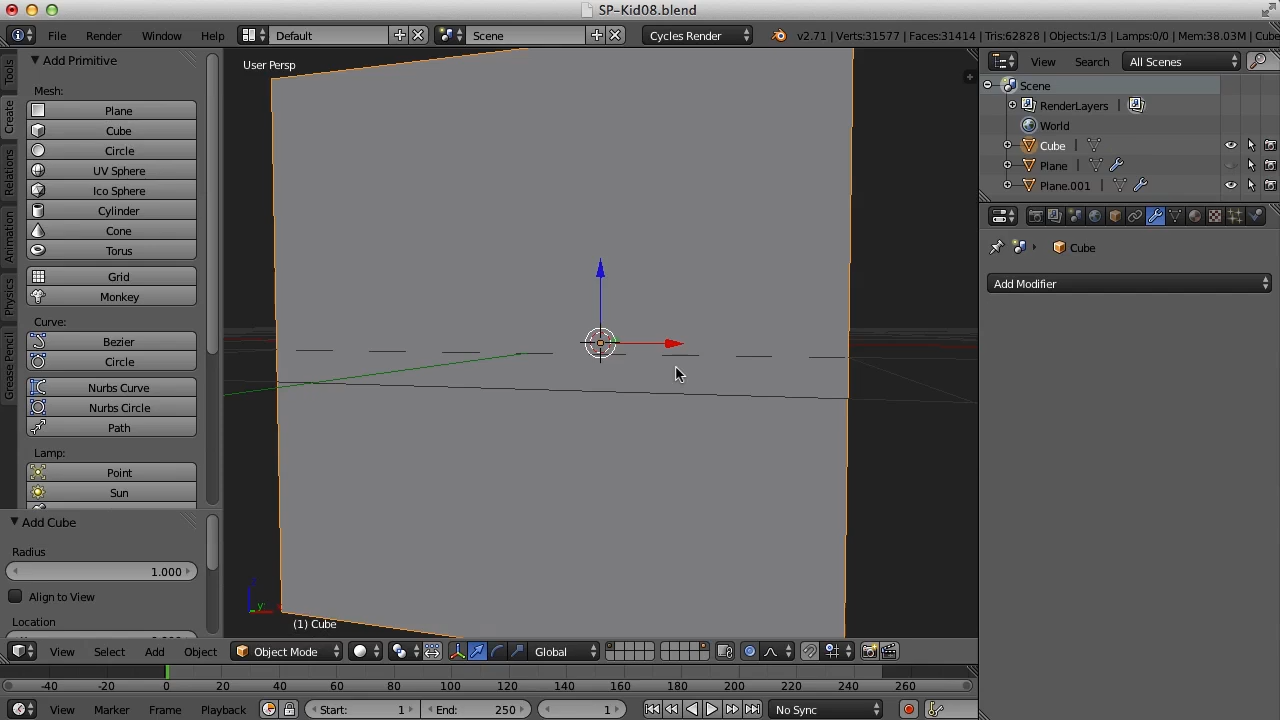 SP-Kid08.blend
File Render Window Help Default Scene Cycles Render v2.71 | Verts:31577 | Faces:31414 | Tris:62828 | Objects:1/3 | Lamps:0/0 | Mem:38.03M | Cube
Tools
Create
Relations
Animation
Physics
Grease Pencil
Add Primitive
Mesh:
Plane
Cube
Circle
UV Sphere
Ico Sphere
Cylinder
Cone
Torus
Grid
Monkey
Curve:
Bezier
Circle
Nurbs Curve
Nurbs Circle
Path
Lamp:
Point
Sun
Add Cube
Radius
1.000
Align to View
Location
User Persp
(1) Cube
View Search All Scenes
Scene
RenderLayers
World
Cube
Plane
Plane.001
Cube
Add Modifier
View Select Add Object Object Mode Global
-40 -20 0 20 40 60 80 100 120 140 160 180 200 220 240 260
View Marker Frame Playback Start: 1 End: 250 1 No Sync